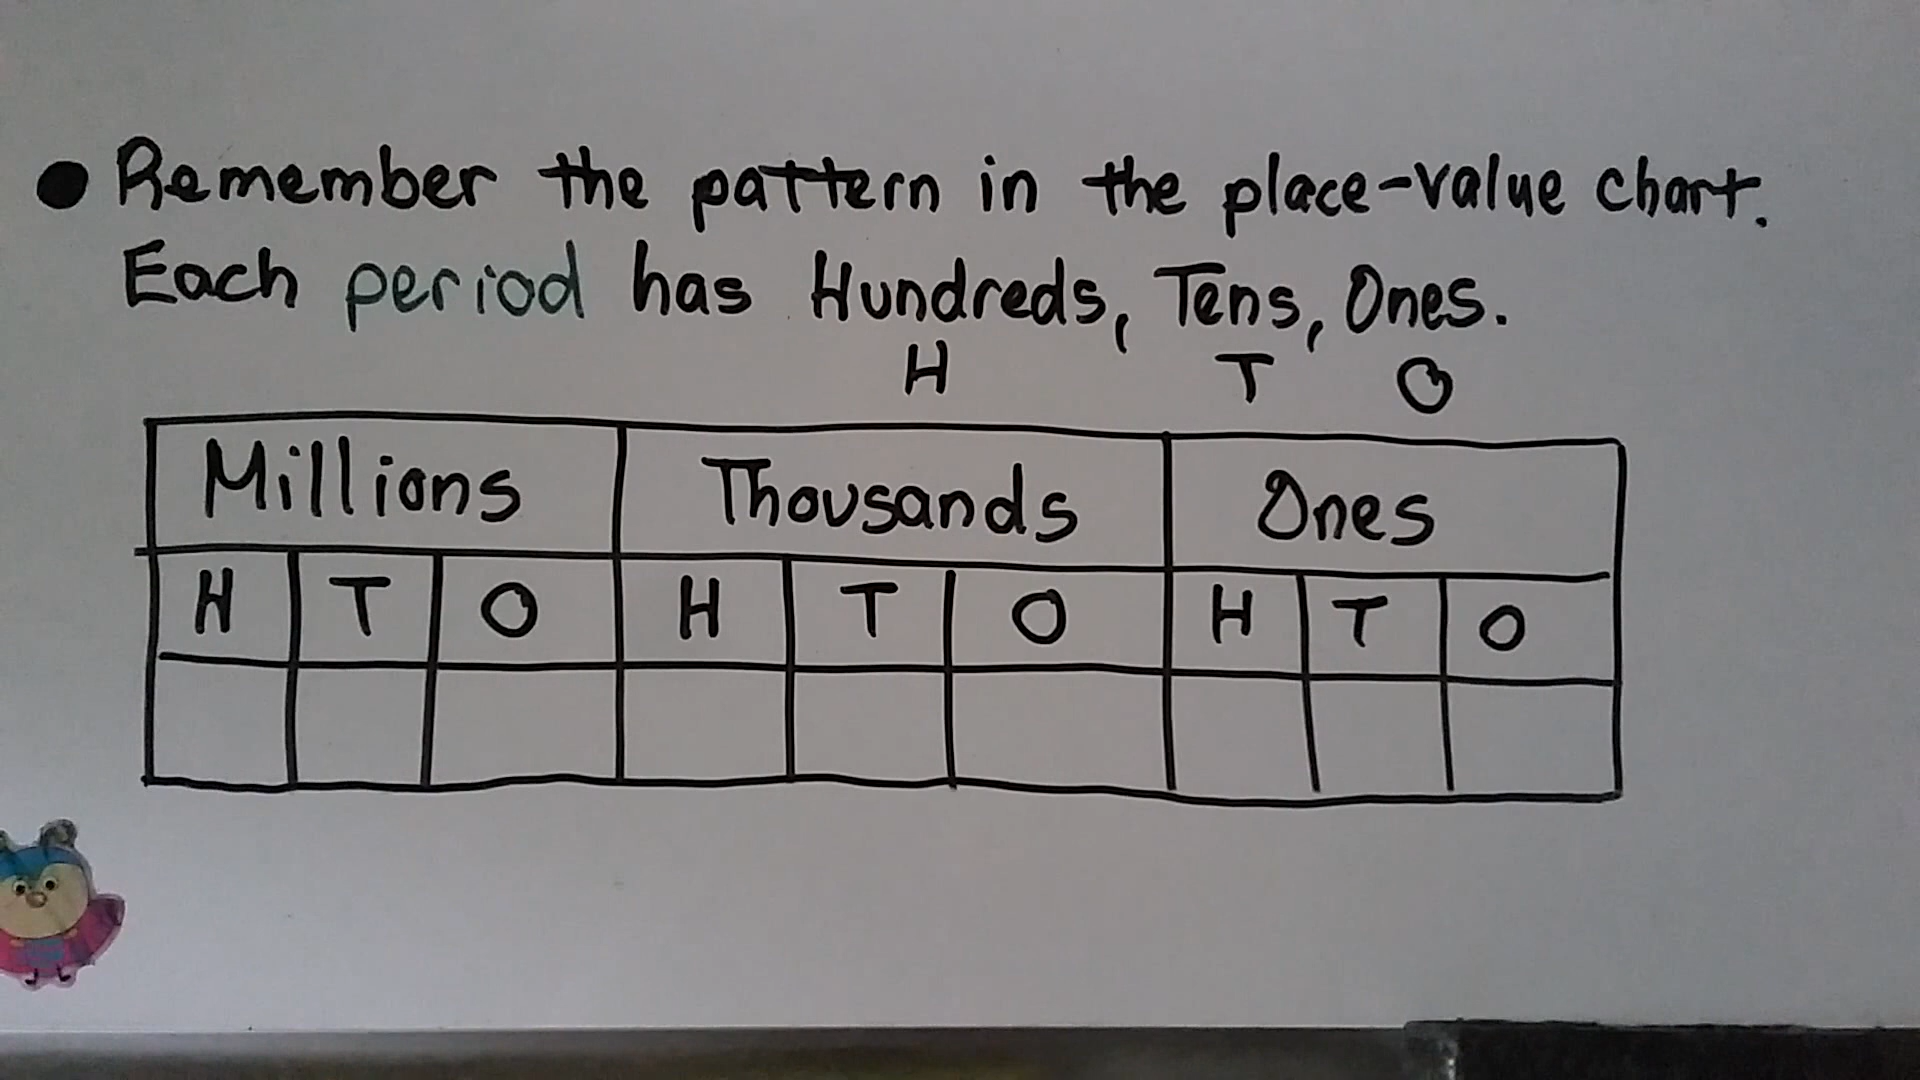 Remember the pattern in the place-value chart.
Each period has Hundreds, Tens, Ones.
H T O
Millions Thousands Ones
H T O H T O H T O